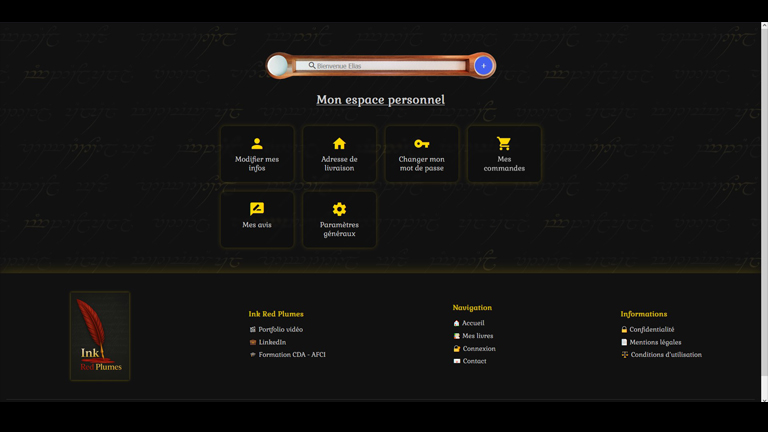 Bienvenue Elias
Mon espace personnel
Modifier mes
infos
Adresse de
livraison
Changer mon
mot de passe
Mes
commandes
Mes avis
Paramètres
généraux
Ink
Red Plumes
Ink Red Plumes
Portfolio vidéo
LinkedIn
Formation CDA - AFCI
Navigation
Accueil
Mes livres
Connexion
Contact
Informations
Confidentialité
Mentions légales
Conditions d'utilisation